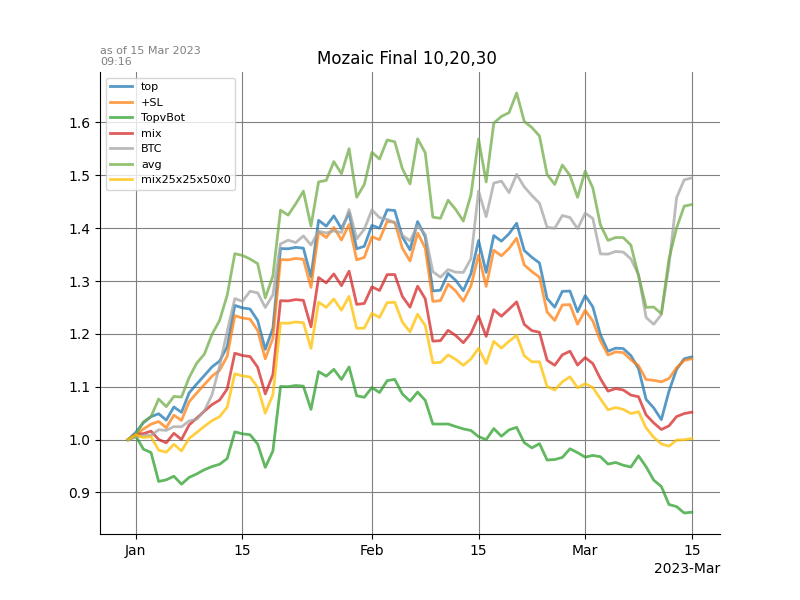 as of 15 Mar 2023
09:16
Mozaic Final 10,20,30
top
+SL
TopvBot
mix
BTC
avg
mix25x25x50x0
1.6
1.5
1.4
1.3
1.2
1.1
1.0
0.9
Jan
15
Feb
15
Mar
15
2023-Mar